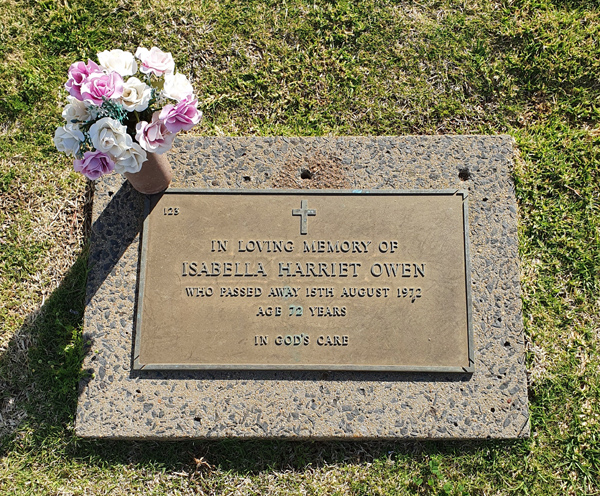 123
IN LOVING MEMORY OF
ISABELLA HARRIET OWEN
WHO PASSED AWAY 15TH AUGUST 1972
AGE 72 YEARS
IN GOD'S CARE